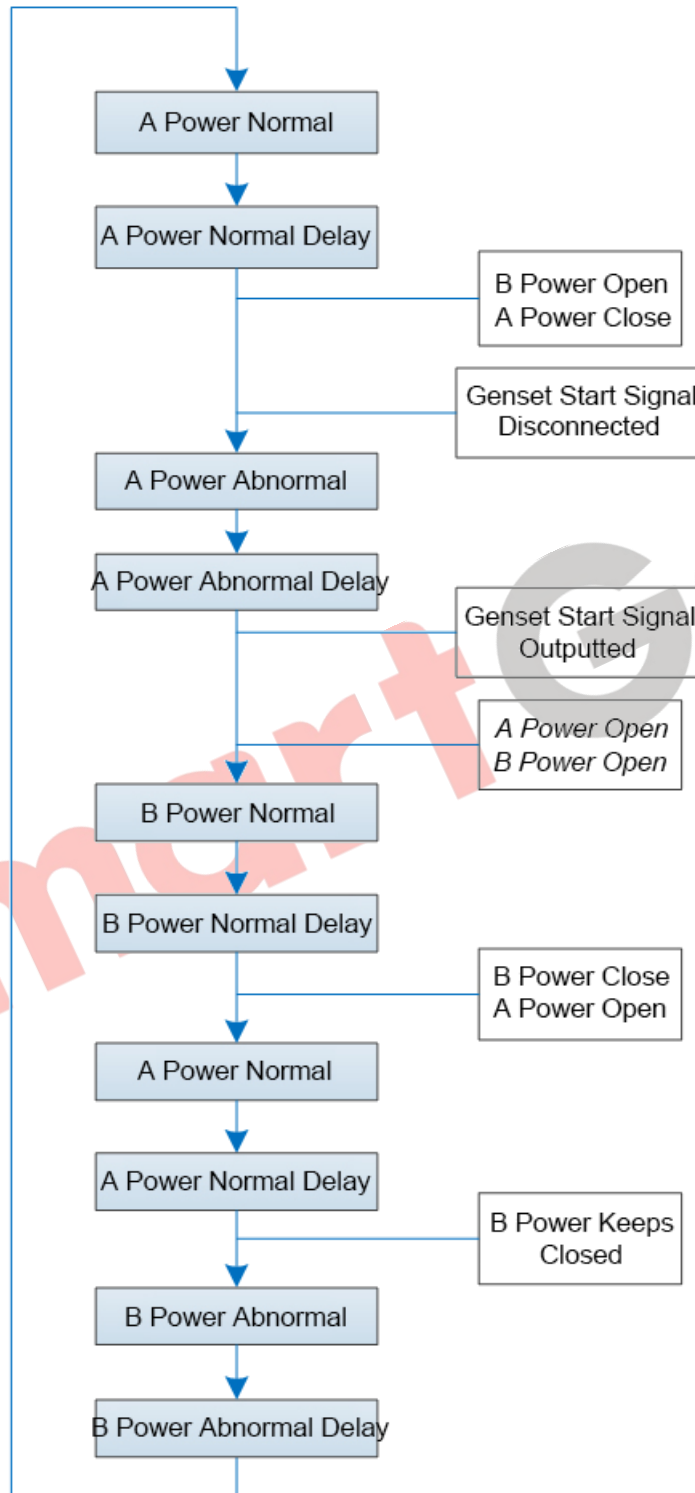 A Power Normal
A Power Normal Delay
B Power Open
A Power Close
Genset Start Signal
Disconnected
A Power Abnormal
A Power Abnormal Delay
Genset Start Signal
Outputted
A Power Open
B Power Open
B Power Normal
B Power Normal Delay
B Power Close
A Power Open
A Power Normal
A Power Normal Delay
B Power Keeps
Closed
B Power Abnormal
B Power Abnormal Delay
martG